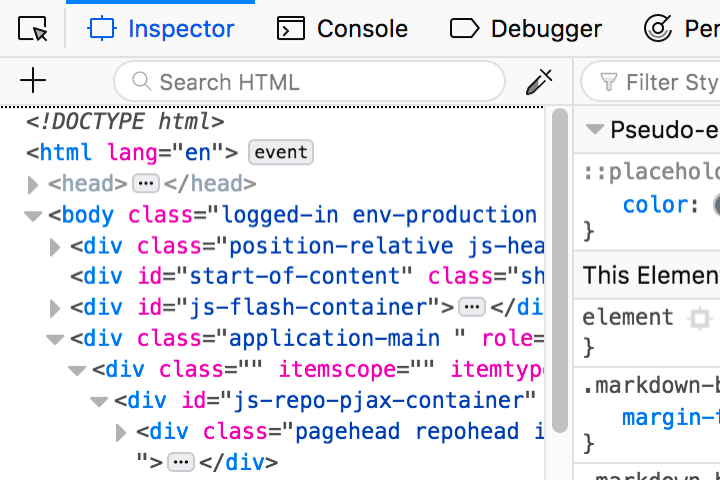 Inspector Console Debugger Per
Search HTML
Filter Sty
<!DOCTYPE html>
<html lang="en"> event
<head>···</head>
<body class="logged-in env-production
<div class="position-relative js-hea
<div id="start-of-content" class="sh
<div id="js-flash-container">···</di
<div class="application-main " role=
<div class="" itemscope="" itemtype
<div id="js-repo-pjax-container"
<div class="pagehead repohead i
">···</div>
Pseudo-e
::placehold
color:
}
This Elemen
element
}
.markdown-b
margin-t
}
.markdown-b